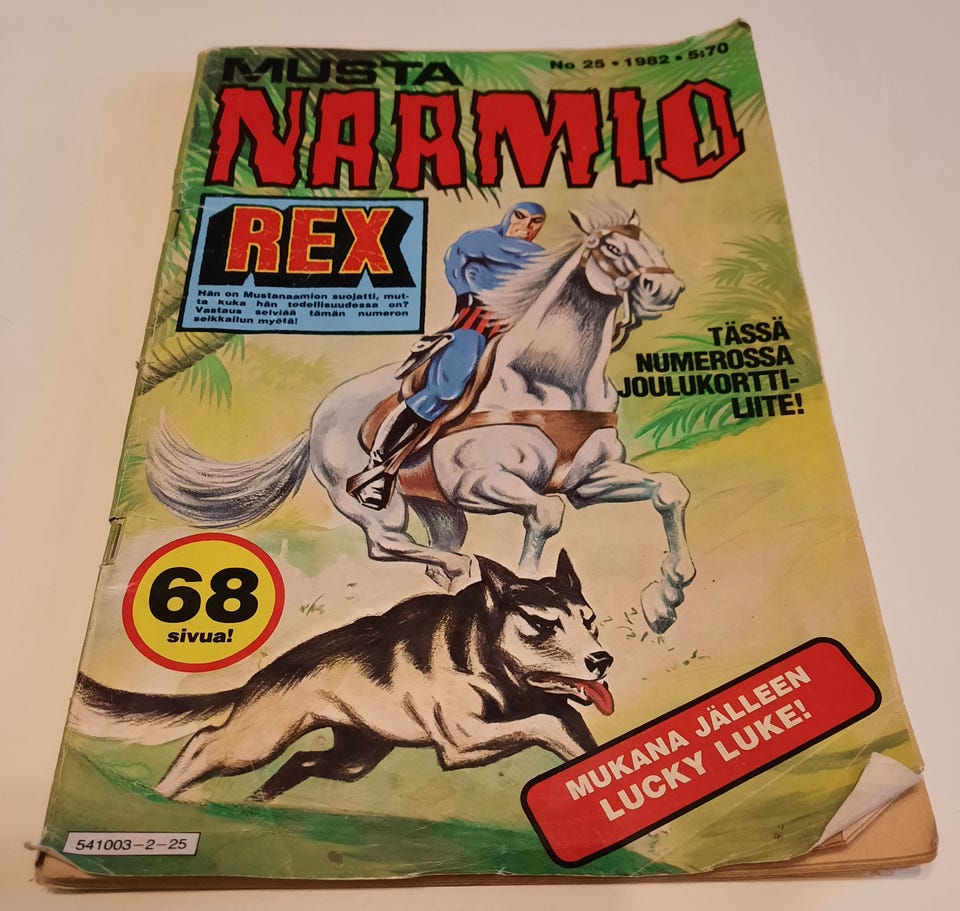 MUSTA
No 25 • 1982 • 5:70
NAAMIO
REX
Hän on Mustanaamion suojatti, mut-
ta kuka hän todellisuudessa on?
Vastaus selviää tämän numeron
seikkailun myötä!
TÄSSÄ
NUMEROSSA
JOULUKORTTI-
LIITE!
68
sivua!
MUKANA JÄLLEEN
LUCKY LUKE!
541003-2-25